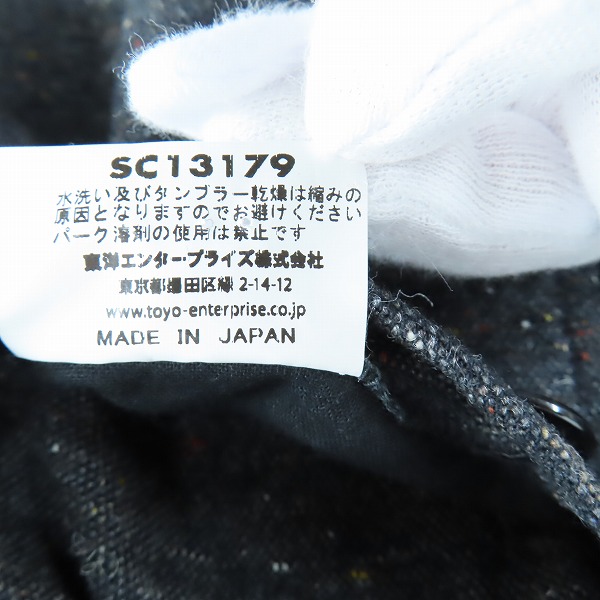 SC13179
水洗い及びタンブラー乾燥は縮みの
原因となりますのでお避けください
パーク溶剤の使用は禁止です
東洋エンタープライズ株式会社
東京都墨田区緑 2-14-12
www.toyo-enterprise.co.jp
MADE IN JAPAN